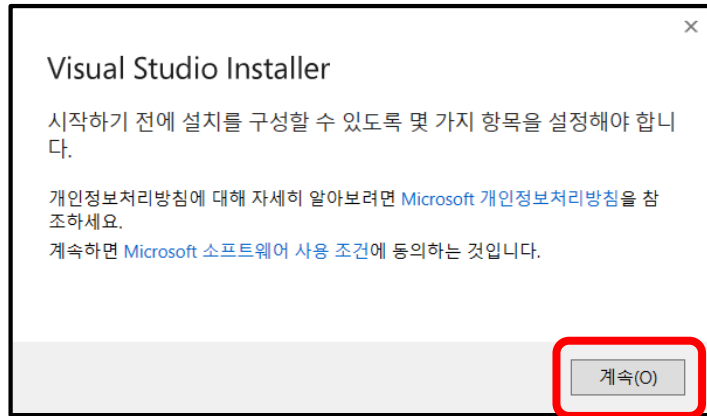 Visual Studio Installer
시작하기 전에 설치를 구성할 수 있도록 몇 가지 항목을 설정해야 합니
다.
개인정보처리방침에 대해 자세히 알아보려면 Microsoft 개인정보처리방침을 참
조하세요.
계속하면 Microsoft 소프트웨어 사용 조건에 동의하는 것입니다.
계속(O)